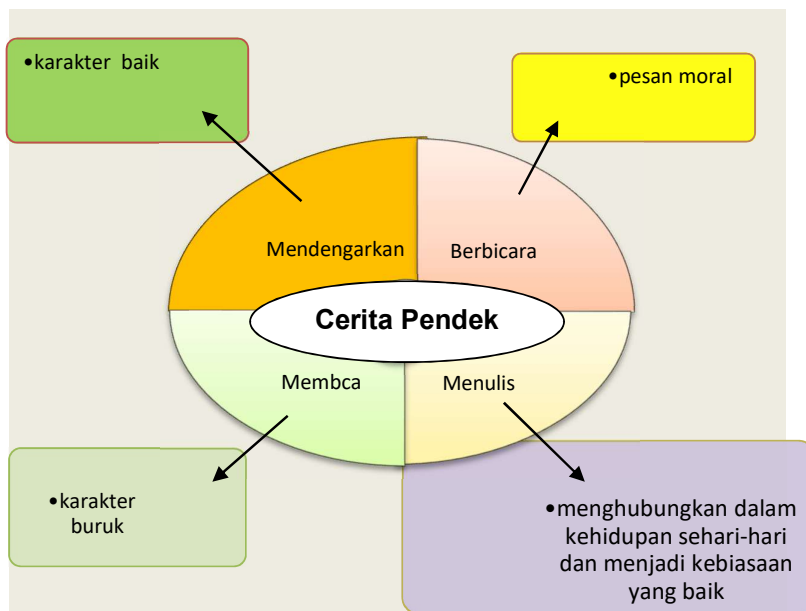 •karakter baik
•pesan moral
Mendengarkan
Berbicara
Cerita Pendek
Membca
Menulis
•karakter
buruk
•menghubungkan dalam
kehidupan sehari-hari
dan menjadi kebiasaan
yang baik